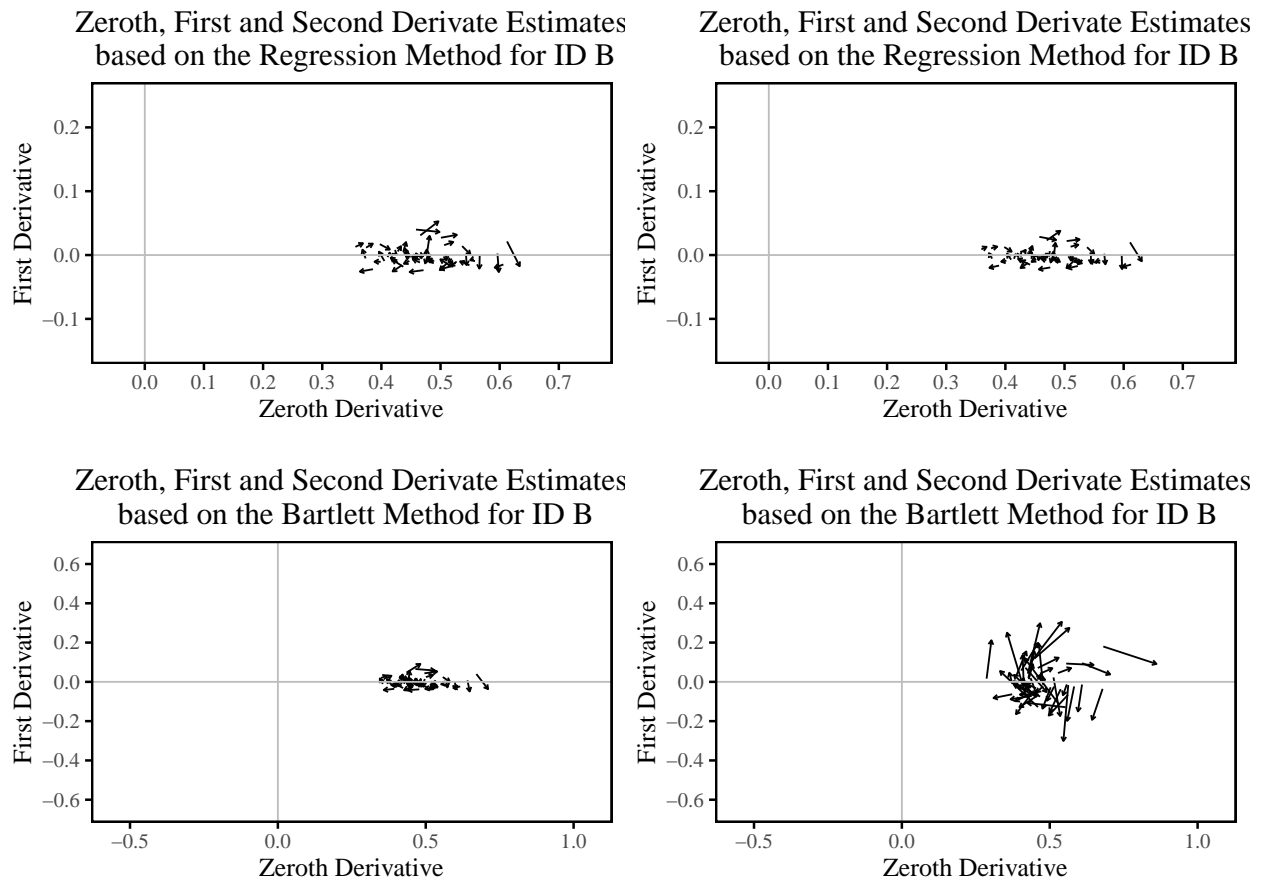 Zeroth, First and Second Derivate Estimates
based on the Regression Method for ID B
0.2
0.1
0.0
−0.1
First Derivative
0.0 0.1 0.2 0.3 0.4 0.5 0.6 0.7
Zeroth Derivative
Zeroth, First and Second Derivate Estimates
based on the Regression Method for ID B
0.2
0.1
0.0
−0.1
First Derivative
0.0 0.1 0.2 0.3 0.4 0.5 0.6 0.7
Zeroth Derivative
Zeroth, First and Second Derivate Estimates
based on the Bartlett Method for ID B
0.6
0.4
0.2
0.0
−0.2
−0.4
−0.6
First Derivative
−0.5 0.0 0.5 1.0
Zeroth Derivative
Zeroth, First and Second Derivate Estimates
based on the Bartlett Method for ID B
0.6
0.4
0.2
0.0
−0.2
−0.4
−0.6
First Derivative
−0.5 0.0 0.5 1.0
Zeroth Derivative